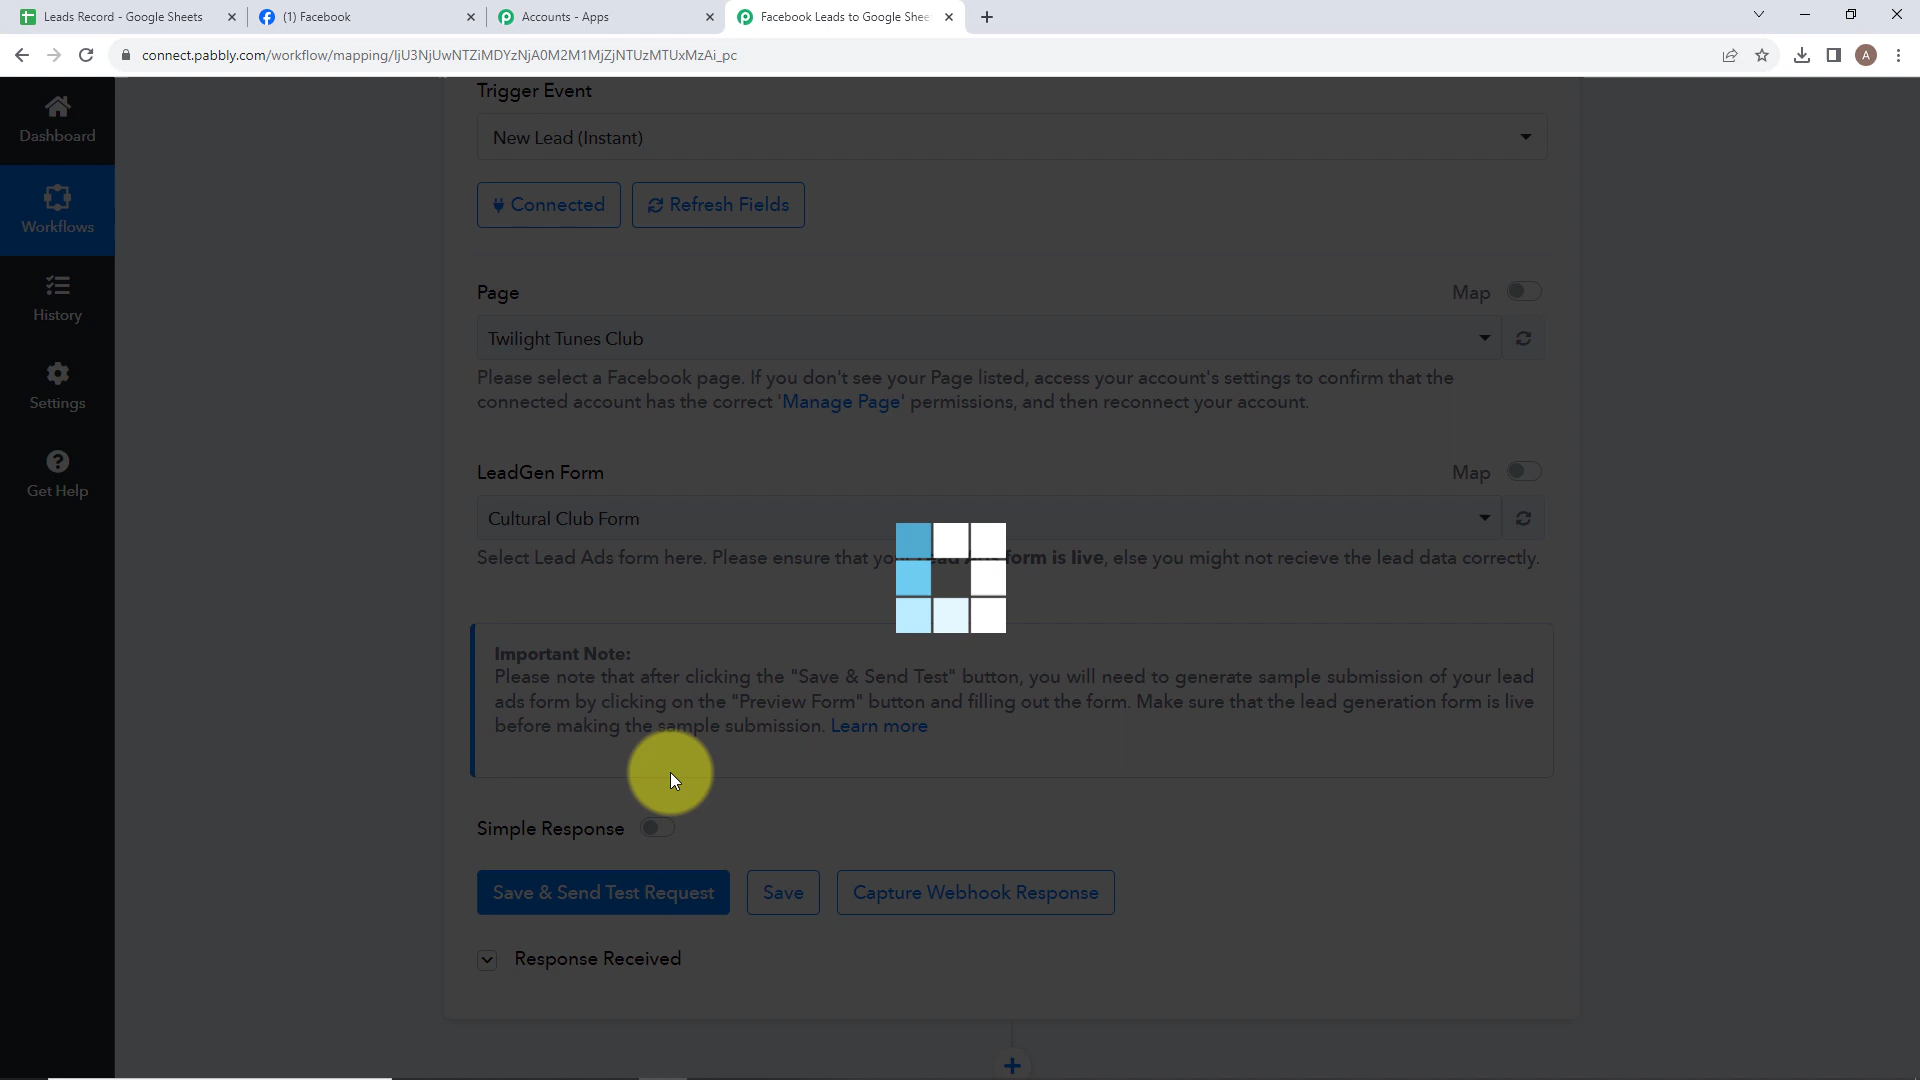 Leads Record - Google Sheets
(1) Facebook
Accounts - Apps
Facebook Leads to Google Shee
connect.pabbly.com/workflow/mapping/IjU3NjUwNTZiMDYzNjA0M2M1MjZjNTUzMTUxMzAi_pc
A
Dashboard
Workflows
History
Settings
Get Help
Trigger Event
New Lead (Instant)
Connected
Refresh Fields
Page
Map
Twilight Tunes Club
Please select a Facebook page. If you don't see your Page listed, access your account's settings to confirm that the
connected account has the correct 'Manage Page' permissions, and then reconnect your account.
LeadGen Form
Map
Cultural Club Form
Select Lead Ads form here. Please ensure that form is live, else you might not recieve the lead data correctly.
Important Note:
Please note that after clicking the "Save & Send Test" button, you will need to generate sample submission of your lead
ads form by clicking on the "Preview Form" button and filling out the form. Make sure that the lead generation form is live
before making the sample submission. Learn more
Simple Response
Save & Send Test Request
Save
Capture Webhook Response
Response Received